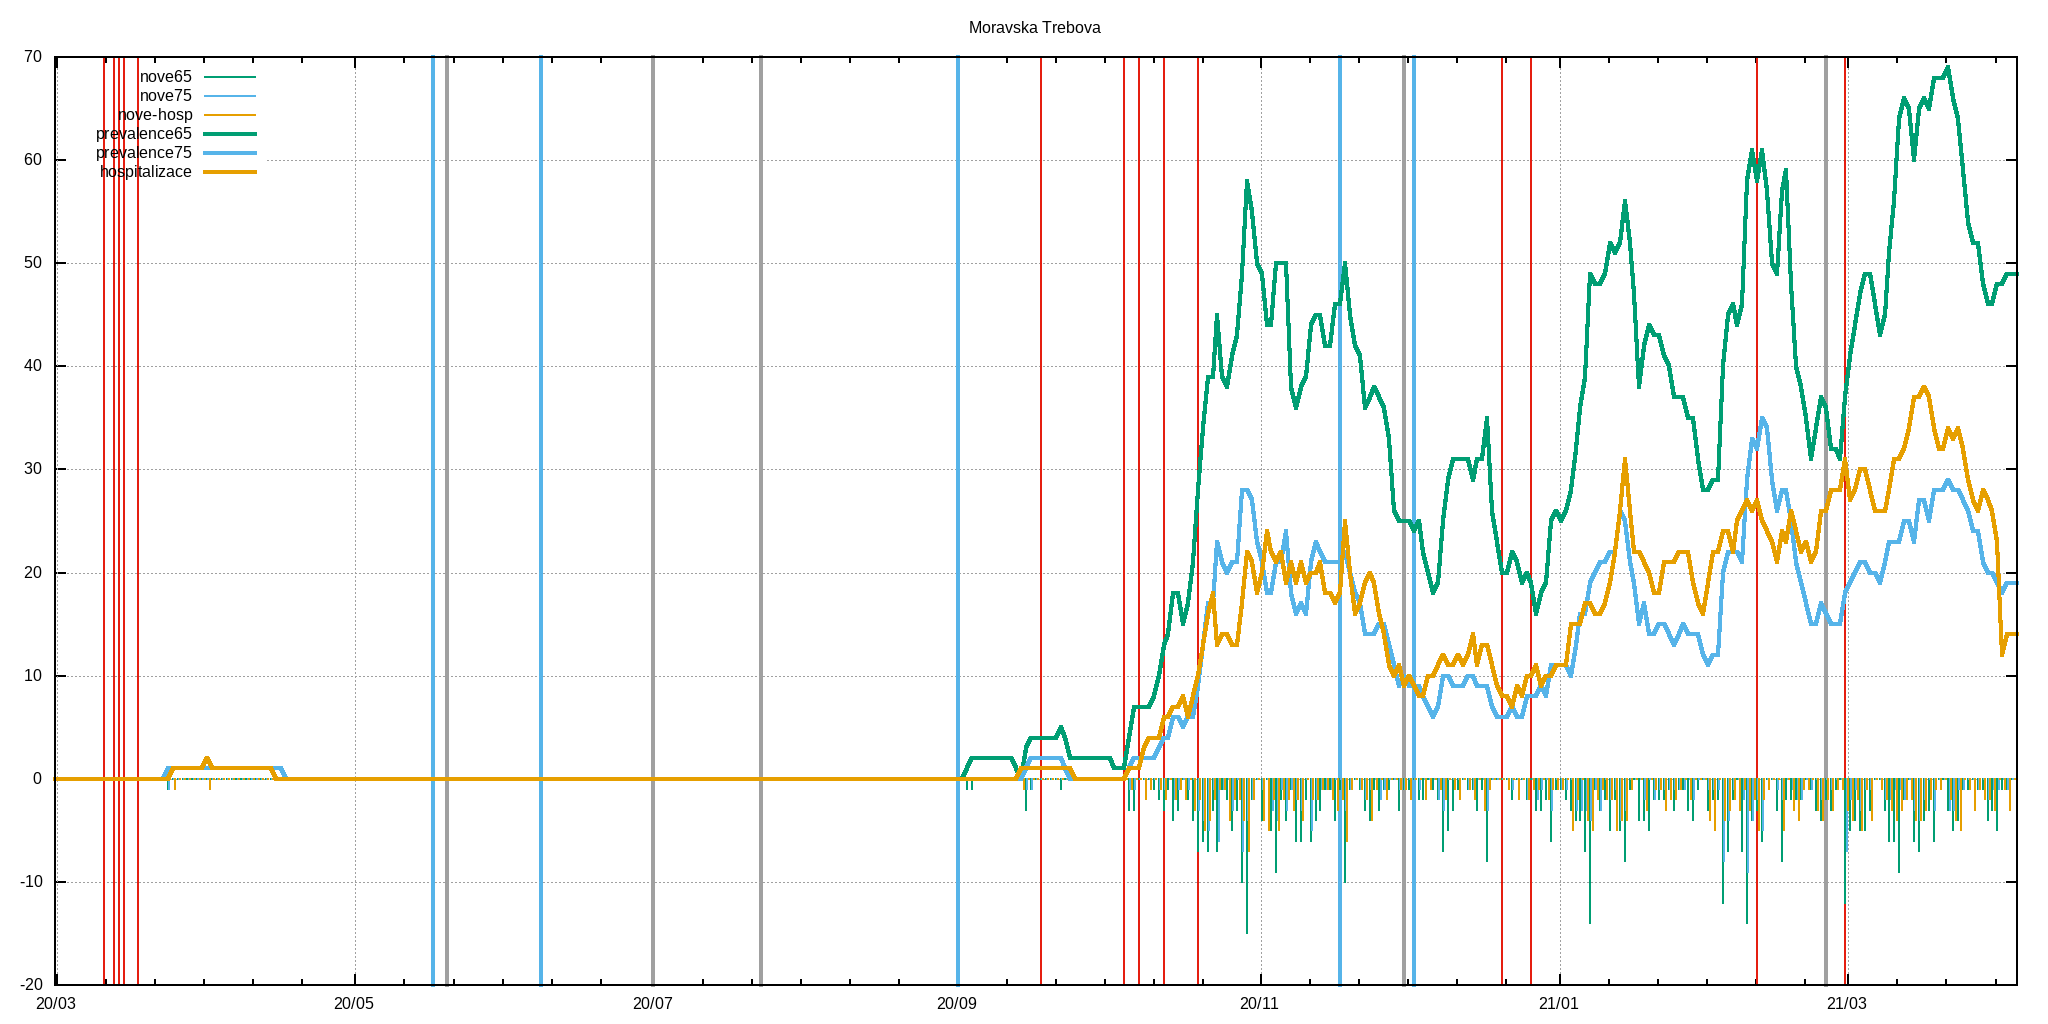 Moravska Trebova
70
nove65
nove75
nove-hosp
prevalence65
60
prevalence75
hospitalizace
50
40
30
20
10
0
-10
-20
20/03 20/05 20/07 20/09 20/11 21/01 21/03